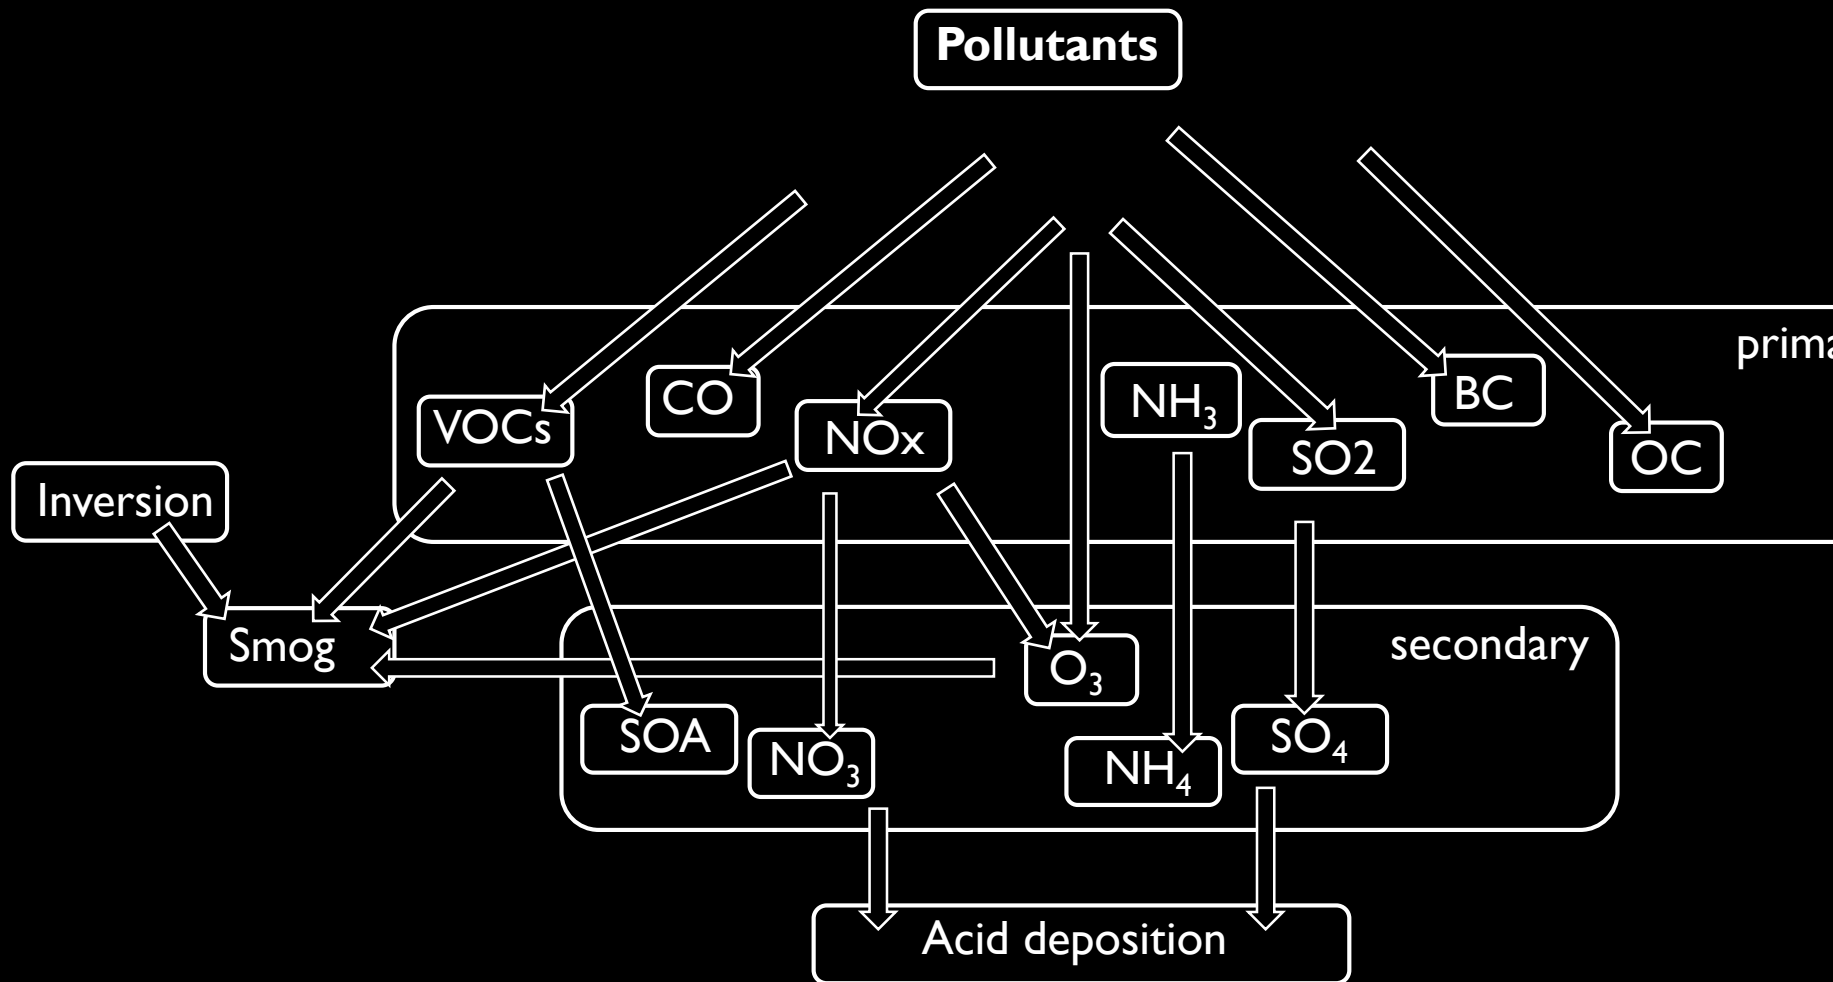 Pollutants
prima
VOCs
CO
NOx
NH₃
SO2
BC
OC
Inversion
Smog
secondary
O₃
SOA
NO₃
NH₄
SO₄
Acid deposition